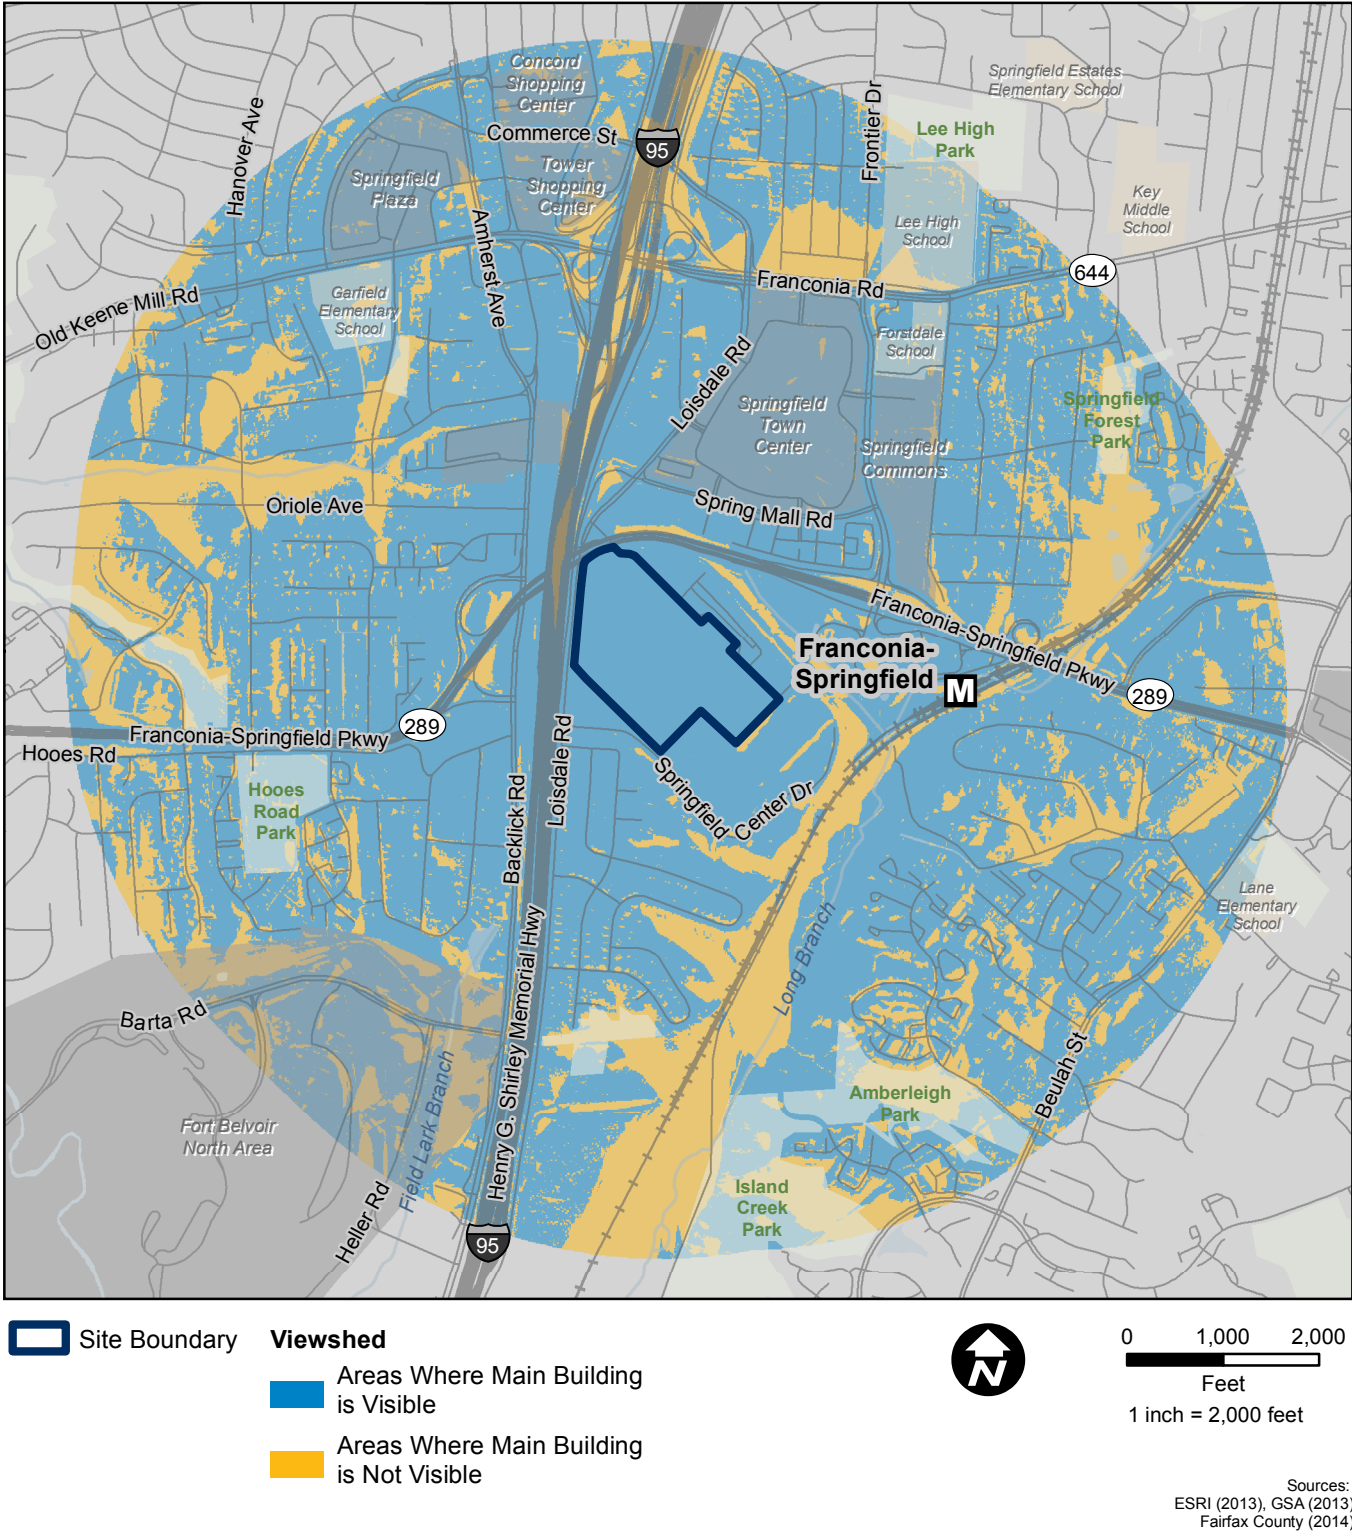 Concord
Shopping
Center
Springfield Estates
Elementary School
Hanover Ave
Commerce St
95
Frontier Dr
Lee High
Park
Springfield
Plaza
Tower
Shopping
Center
Key
Middle
School
Amherst Ave
Lee High
School
644
Old Keene Mill Rd
Garfield
Elementary
School
Franconia Rd
Forstdale
School
Loisdale Rd
Springfield
Town
Center
Springfield
Forest
Park
Springfield
Commons
Oriole Ave
Spring Mall Rd
Franconia-Springfield Pkwy
Franconia-
Springfield
M
289
289
Franconia-Springfield Pkwy
Hooes Rd
Loisdale Rd
Backlick Rd
Springfield
Center Dr
Hooes
Road
Park
Lane
Elementary
School
Long Branch
Henry G. Shirley Memorial Hwy
Barta Rd
Field Lark Branch
Beulah St
Amberleigh
Park
Fort Belvoir
North Area
Island
Creek
Park
Heller Rd
95
Site Boundary
Viewshed
Areas Where Main Building
is Visible
Areas Where Main Building
is Not Visible
N
0 1,000 2,000
Feet
1 inch = 2,000 feet
Sources:
ESRI (2013), GSA (2013)
Fairfax County (2014)